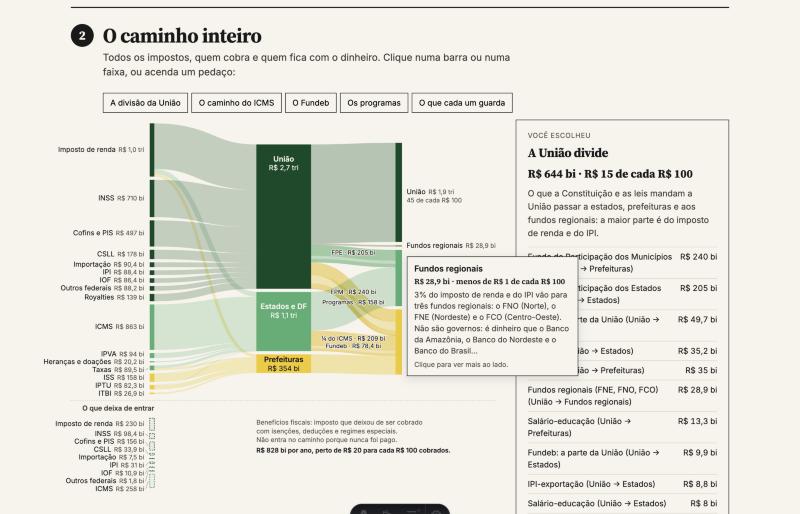 2
O caminho inteiro
Todos os impostos, quem cobra e quem fica com o dinheiro. Clique numa barra ou numa
faixa, ou acenda um pedaço:
A divisão da União
O caminho do ICMS
O Fundeb
Os programas
O que cada um guarda
Imposto de renda R$ 1,0 tri
INSS R$ 710 bi
Cofins e PIS R$ 497 bi
CSLL R$ 178 bi
Importação R$ 90,4 bi
IPI R$ 88,4 bi
IOF R$ 86,4 bi
Outros federais R$ 88,2 bi
Royalties R$ 139 bi
ICMS R$ 863 bi
IPVA R$ 94 bi
Heranças e doações R$ 20,2 bi
Taxas R$ 89,5 bi
ISS R$ 158 bi
IPTU R$ 82,3 bi
ITBI R$ 26,9 bi
União
R$ 2,7 tri
Estados e DF
R$ 1,1 tri
Prefeituras
R$ 354 bi
FPE · R$ 205 bi
FPM · R$ 240 bi
Programas · R$ 158 bi
¼ do ICMS · R$ 209 bi
Fundeb · R$ 78,4 bi
União R$ 1,9 tri
45 de cada R$ 100
Fundos regionais R$ 28,9 bi
Fundos regionais
R$ 28,9 bi · menos de R$ 1 de cada R$ 100
3% do imposto de renda e do IPI vão para
três fundos regionais: o FNO (Norte), o
FNE (Nordeste) e o FCO (Centro-Oeste).
Não são governos: é dinheiro que o Banco
da Amazônia, o Banco do Nordeste e o
Banco do Brasil...
Clique para ver mais ao lado.
O que deixa de entrar
Imposto de renda R$ 230 bi
INSS R$ 98,4 bi
Cofins e PIS R$ 156 bi
CSLL R$ 33,9 bi
Importação R$ 7,5 bi
IPI R$ 31 bi
IOF R$ 10,9 bi
Outros federais R$ 1,8 bi
ICMS R$ 258 bi
Benefícios fiscais: imposto que deixou de ser cobrado
com isenções, deduções e regimes especiais.
Não entra no caminho porque nunca foi pago.
R$ 828 bi por ano, perto de R$ 20 para cada R$ 100 cobrados.
VOCÊ ESCOLHEU
A União divide
R$ 644 bi · R$ 15 de cada R$ 100
O que a Constituição e as leis mandam a
União passar a estados, prefeituras e aos
fundos regionais: a maior parte é do imposto
de renda e do IPI.
Fundo de Participação dos Municípios R$ 240 bi
→ Prefeituras)
ticipação dos Estados R$ 205 bi
→ Estados)
rte da União (União → R$ 49,7 bi
→ Estados) R$ 35,2 bi
→ Prefeituras) R$ 35 bi
Fundos regionais (FNE, FNO, FCO) R$ 28,9 bi
(União → Fundos regionais)
Salário-educação (União → R$ 13,3 bi
Prefeituras)
Fundeb: a parte da União (União → R$ 9,9 bi
Estados)
IPI-exportação (União → Estados) R$ 8,8 bi
Salário-educação (União → Estados) R$ 8 bi